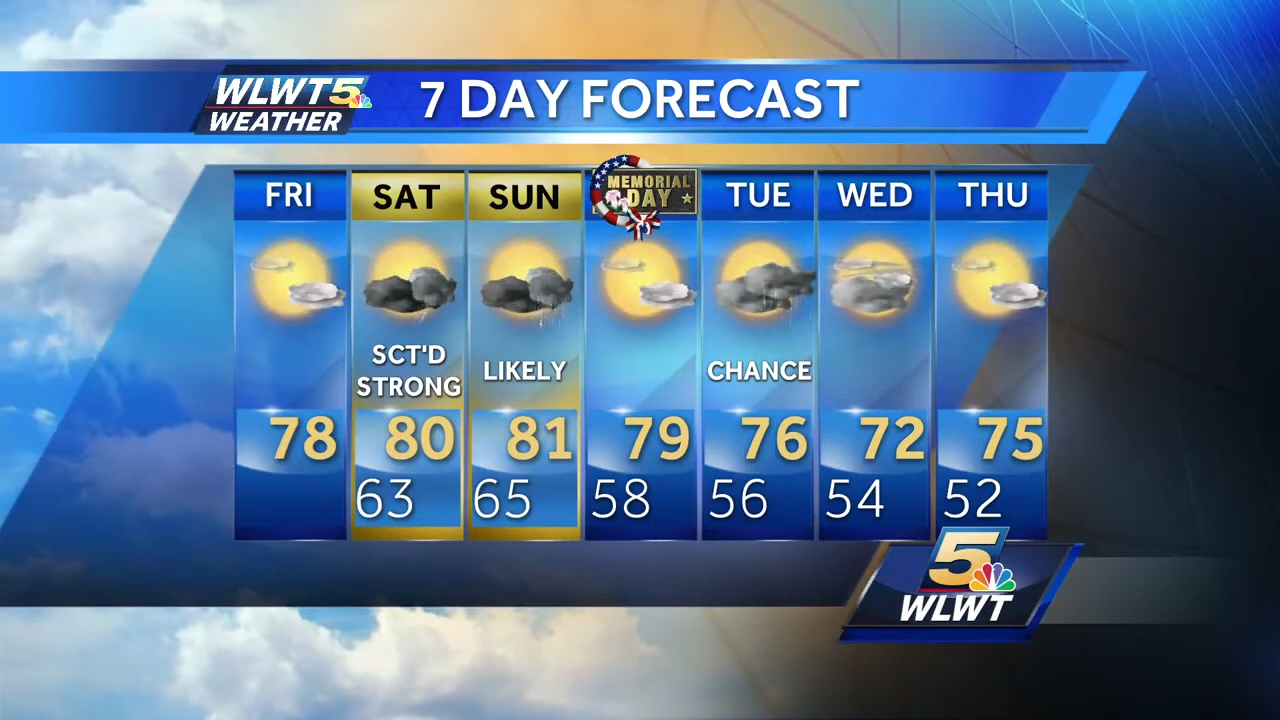 WLWT5
WEATHER
7 DAY FORECAST
FRI
SAT
SUN
MEMORIAL
DAY
TUE
WED
THU
SCT'D
STRONG
LIKELY
CHANCE
78
80
81
79
76
72
75
63
65
58
56
54
52
5
WLWT